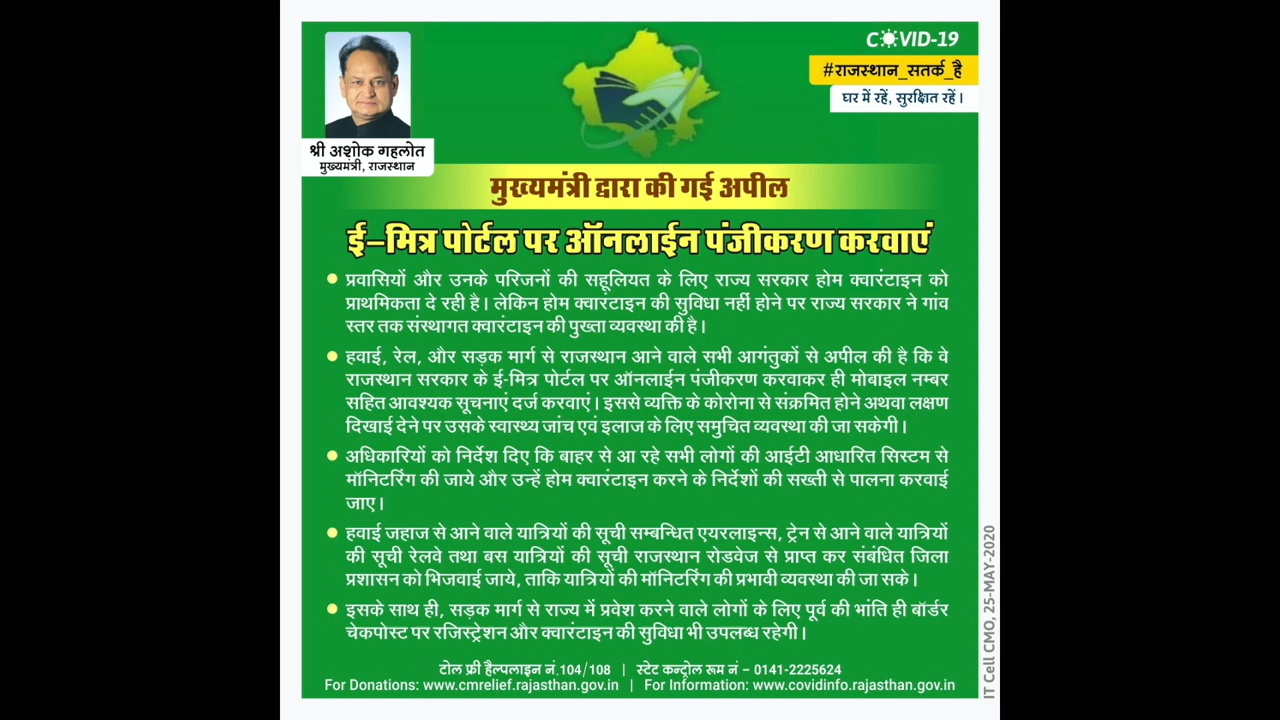 COVID-19
#राजस्थान_सतर्क_है
घर में रहें, सुरक्षित रहें।
श्री अशोक गहलोत
मुख्यमंत्री, राजस्थान
मुख्यमंत्री द्वारा की गई अपील
ई-मित्र पोर्टल पर ऑनलाईन पंजीकरण करवाएं
प्रवासियों और उनके परिजनों की सहूलियत के लिए राज्य सरकार होम क्वारंटाइन को
प्राथमिकता दे रही है। लेकिन होम क्वारंटाइन की सुविधा नहीं होने पर राज्य सरकार ने गांव
स्तर तक संस्थागत क्वारंटाइन की पुख्ता व्यवस्था की है।
हवाई, रेल, और सड़क मार्ग से राजस्थान आने वाले सभी आगंतुकों से अपील की है कि वे
राजस्थान सरकार के ई-मित्र पोर्टल पर ऑनलाईन पंजीकरण करवाकर ही मोबाइल नम्बर
सहित आवश्यक सूचनाएं दर्ज करवाएं। इससे व्यक्ति के कोरोना से संक्रमित होने अथवा लक्षण
दिखाई देने पर उसके स्वास्थ्य जांच एवं इलाज के लिए समुचित व्यवस्था की जा सकेगी।
अधिकारियों को निर्देश दिए कि बाहर से आ रहे सभी लोगों की आईटी आधारित सिस्टम से
मॉनिटरिंग की जाये और उन्हें होम क्वारंटाइन करने के निर्देशों की सख्ती से पालना करवाई
जाए।
हवाई जहाज से आने वाले यात्रियों की सूची सम्बन्धित एयरलाइन्स, ट्रेन से आने वाले यात्रियों
की सूची रेलवे तथा बस यात्रियों की सूची राजस्थान रोडवेज से प्राप्त कर संबंधित जिला
प्रशासन को भिजवाई जाये, ताकि यात्रियों की मॉनिटरिंग की प्रभावी व्यवस्था की जा सके।
इसके साथ ही, सड़क मार्ग से राज्य में प्रवेश करने वाले लोगों के लिए पूर्व की भांति ही बॉर्डर
चेकपोस्ट पर रजिस्ट्रेशन और क्वारंटाइन की सुविधा भी उपलब्ध रहेगी।
टोल फ्री हैल्पलाइन नं.104/108 | स्टेट कन्ट्रोल रूम नं - 0141-2225624
For Donations: www.cmrelief.rajasthan.gov.in | For Information: www.covidinfo.rajasthan.gov.in
IT Cell CMO, 25-MAY-2020